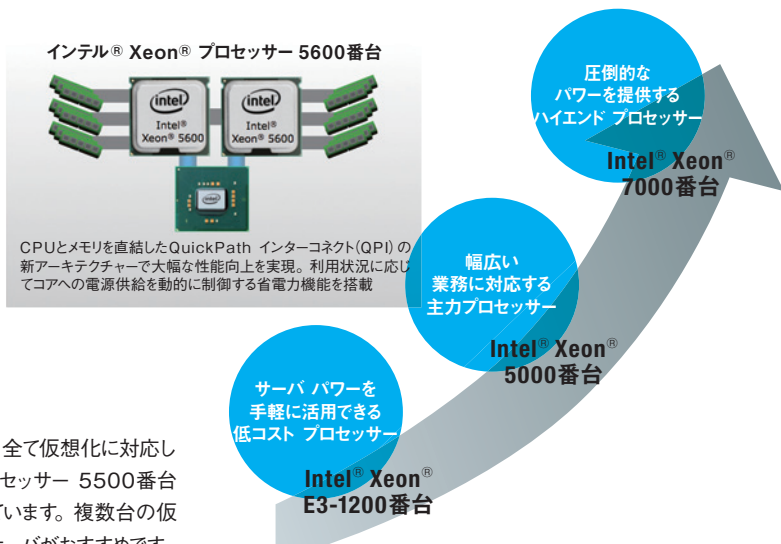 インテル® Xeon® プロセッサー 5600番台
intel
Intel®
Xeon® 5600
intel
Intel®
Xeon® 5600
intel
CPUとメモリを直結したQuickPath インターコネクト(QPI)の
新アーキテクチャーで大幅な性能向上を実現。利用状況に応じ
てコアへの電源供給を動的に制御する省電力機能を搭載
圧倒的な
パワーを提供する
ハイエンド プロセッサー
Intel® Xeon®
7000番台
幅広い
業務に対応する
主力プロセッサー
Intel® Xeon®
5000番台
サーバ パワーを
手軽に活用できる
低コスト プロセッサー
Intel® Xeon®
E3-1200番台
全て仮想化に対応し
セッサー 5500番台
ています。複数台の仮
ーバがおすすめです